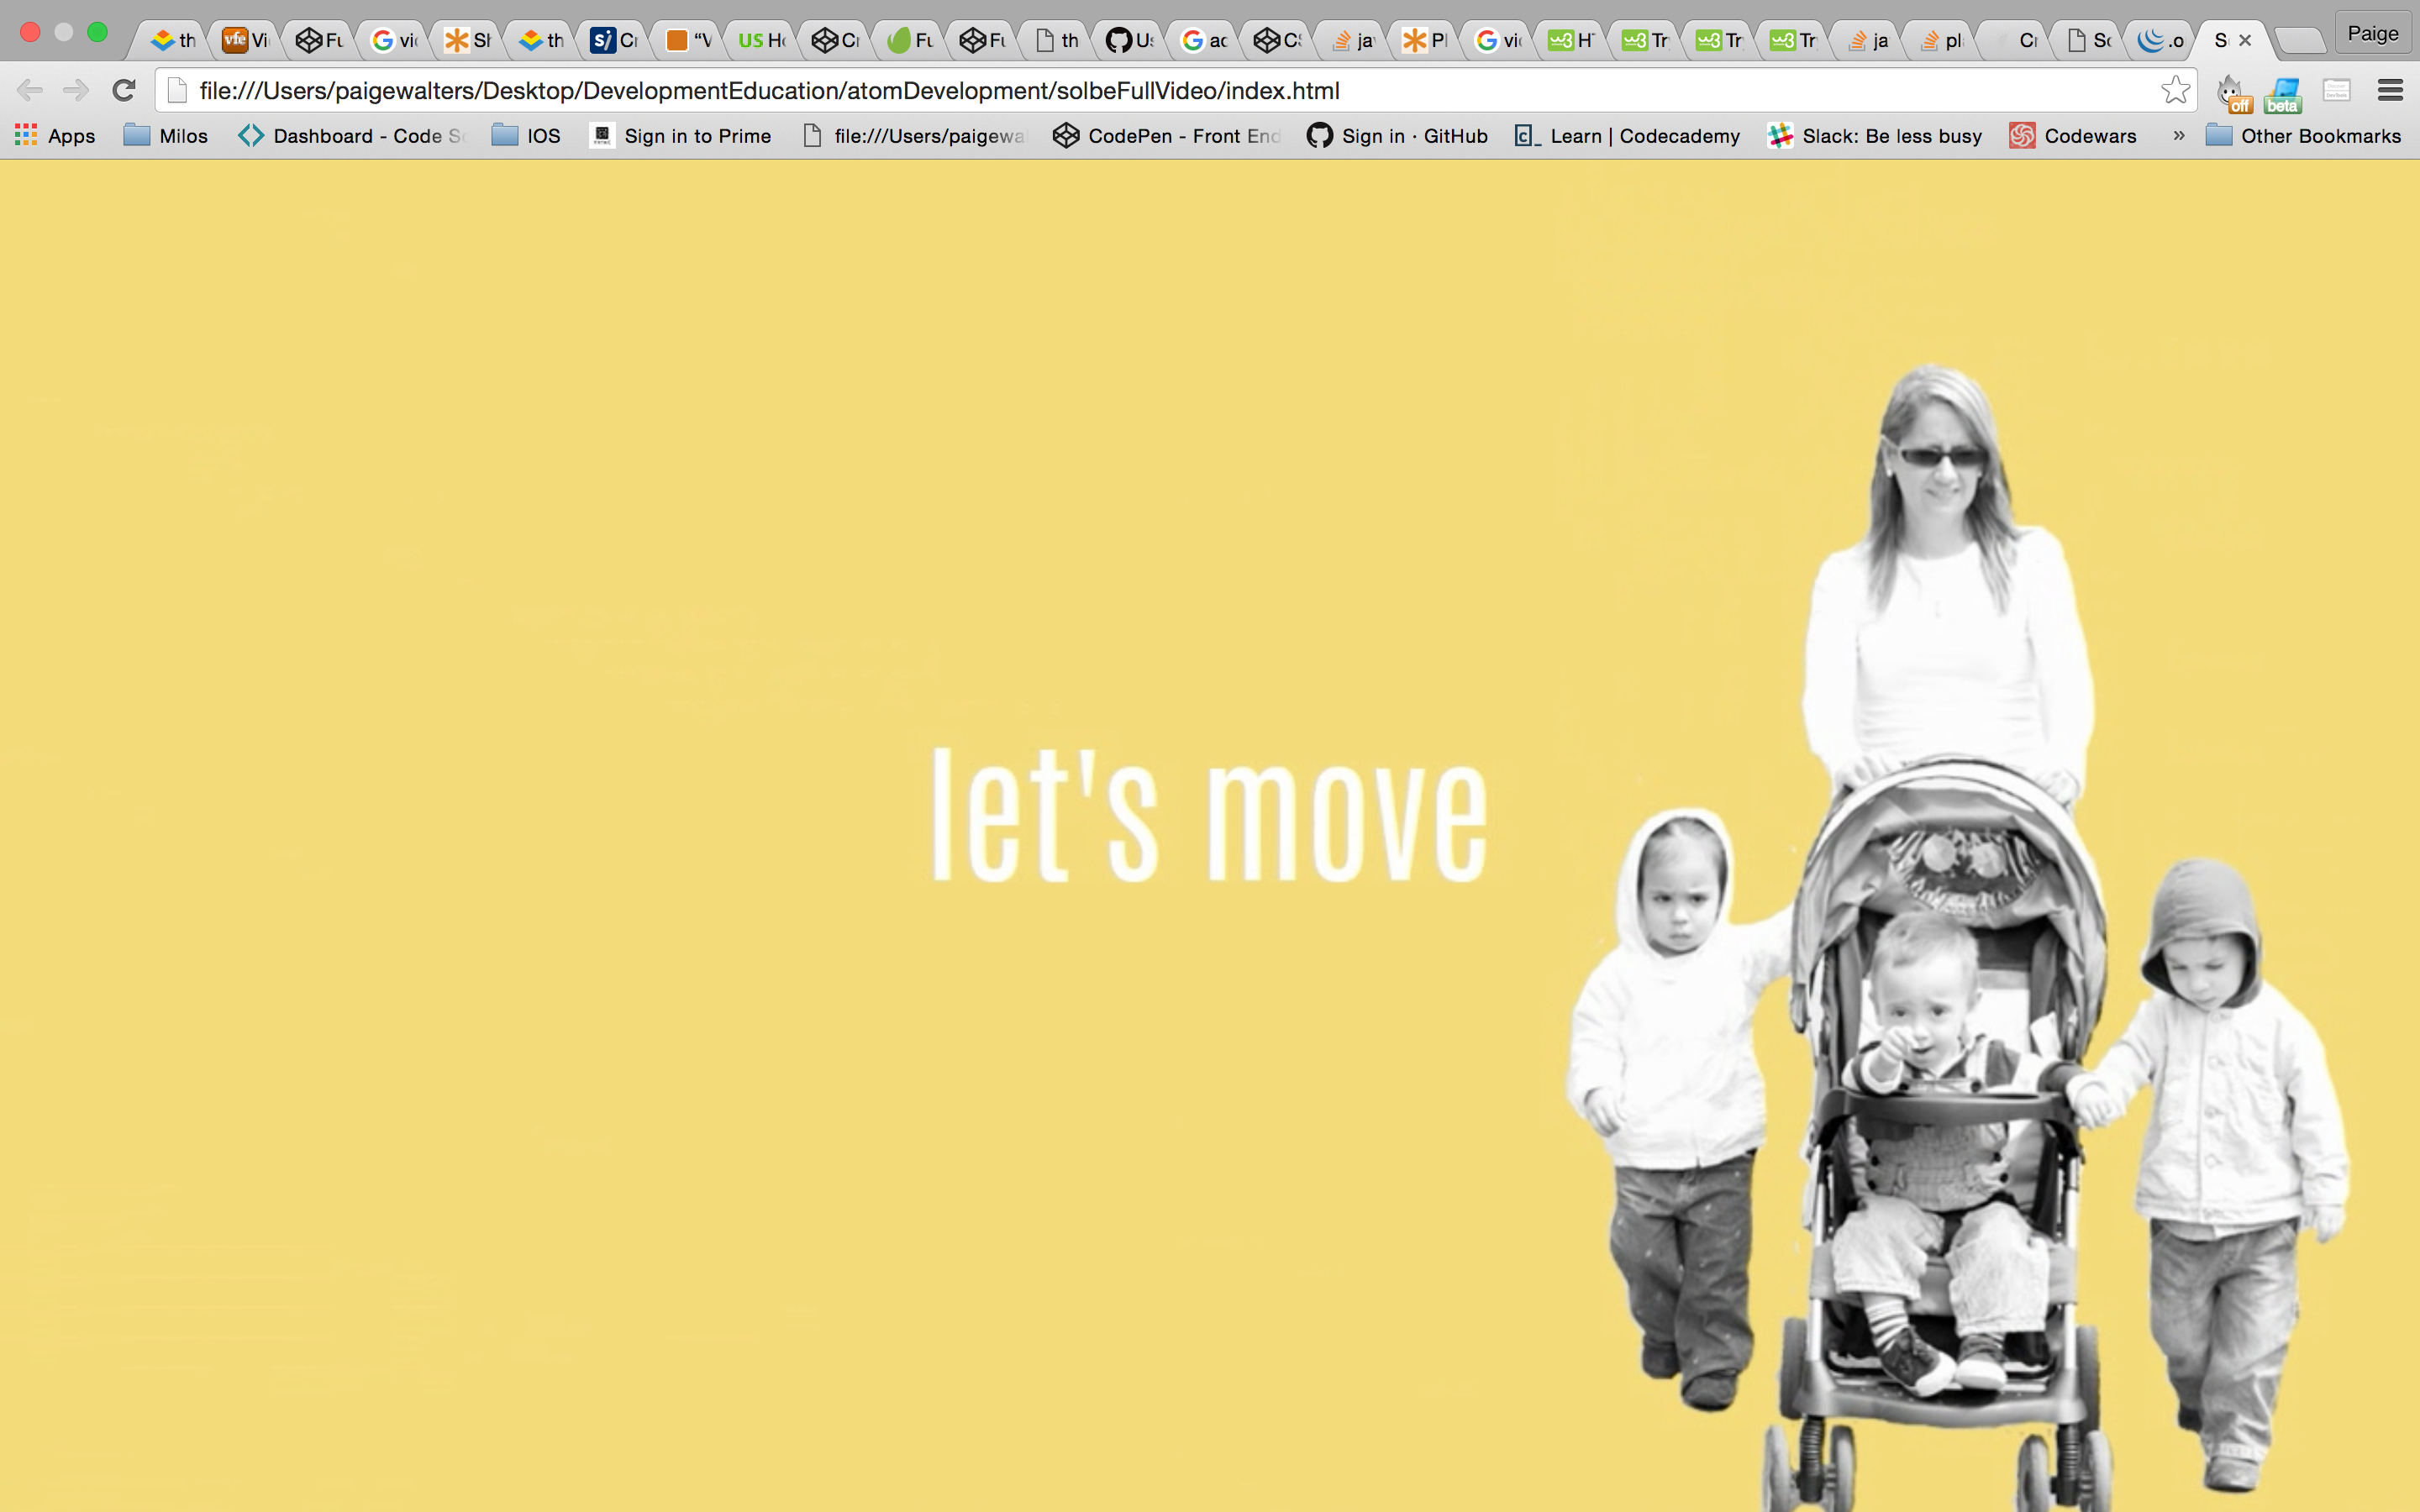 th Vi Fu vi Sh th Cr "V US Ho Cr Fu Fu th Us ac CS ja Pl vi H Tr Tr Tr ja pl Cr Sc .o S Paige
file:///Users/paigewalters/Desktop/DevelopmentEducation/atomDevelopment/solbeFullVideo/index.html
off beta
Apps Milos Dashboard - Code Sc IOS Sign in to Prime file:///Users/paigewa CodePen - Front End Sign in · GitHub Learn | Codecademy Slack: Be less busy Codewars » Other Bookmarks
let's move